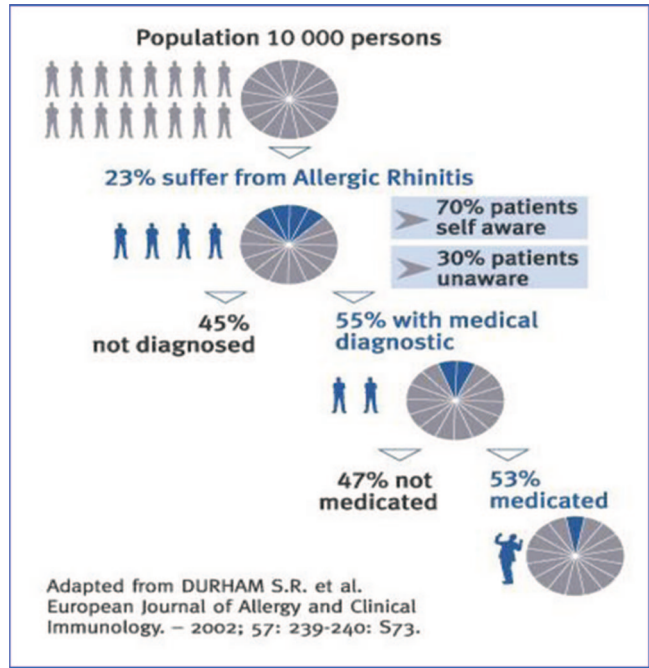 Population 10 000 persons
23% suffer from Allergic Rhinitis
70% patients
self aware
30% patients
unaware
45%
not diagnosed
55% with medical
diagnostic
47% not
medicated
53%
medicated
Adapted from DURHAM S.R. et al.
European Journal of Allergy and Clinical
Immunology. – 2002; 57: 239-240: S73.